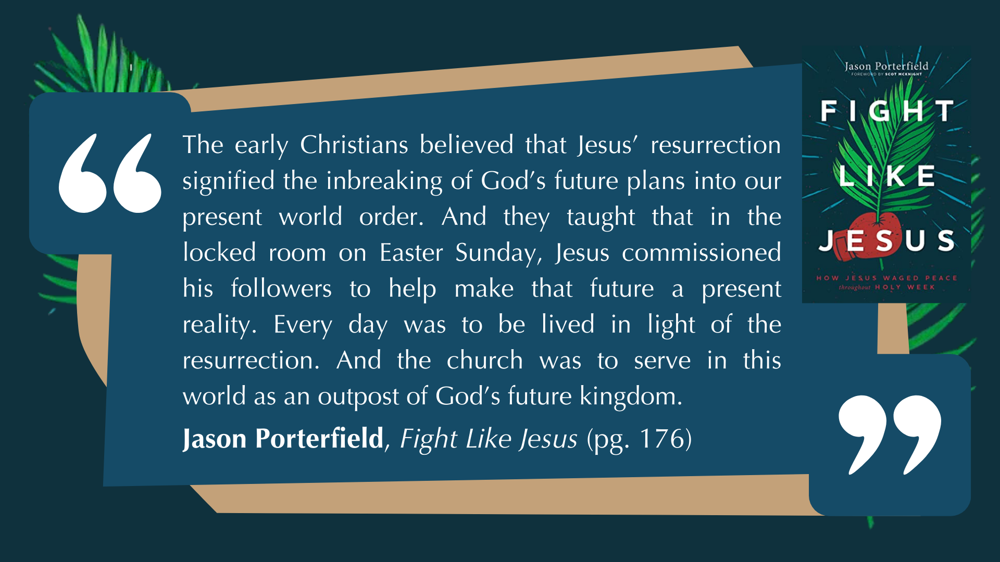 “
The early Christians believed that Jesus’ resurrection
signified the inbreaking of God’s future plans into our
present world order. And they taught that in the
locked room on Easter Sunday, Jesus commissioned
his followers to help make that future a present
reality. Every day was to be lived in light of the
resurrection. And the church was to serve in this
world as an outpost of God’s future kingdom.
Jason Porterfield, Fight Like Jesus (pg. 176)
”
Jason Porterfield
FOREWORD BY SCOT MCKNIGHT
FIGHT
LIKE
JESUS
HOW JESUS WAGED PEACE
throughout HOLY WEEK